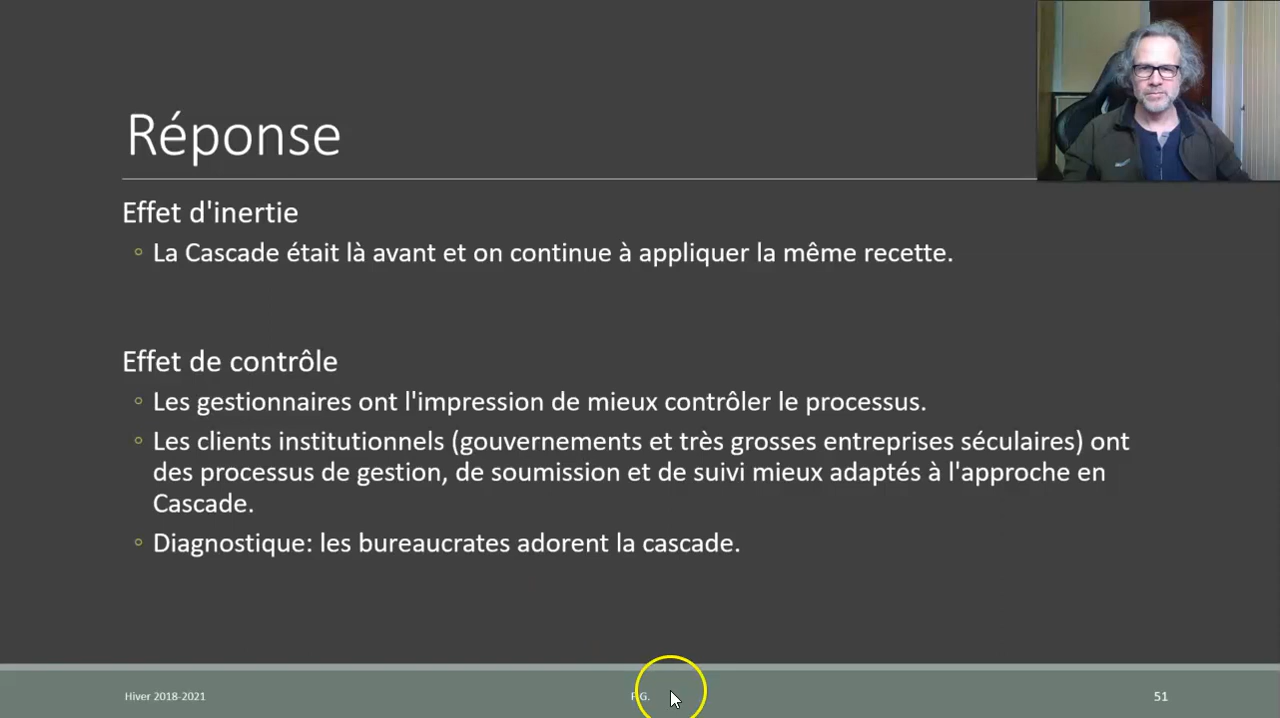 Réponse
Effet d'inertie
◦ La Cascade était là avant et on continue à appliquer la même recette.
Effet de contrôle
◦ Les gestionnaires ont l'impression de mieux contrôler le processus.
◦ Les clients institutionnels (gouvernements et très grosses entreprises séculaires) ont
des processus de gestion, de soumission et de suivi mieux adaptés à l'approche en
Cascade.
◦ Diagnostique: les bureaucrates adorent la cascade.
Hiver 2018-2021
51